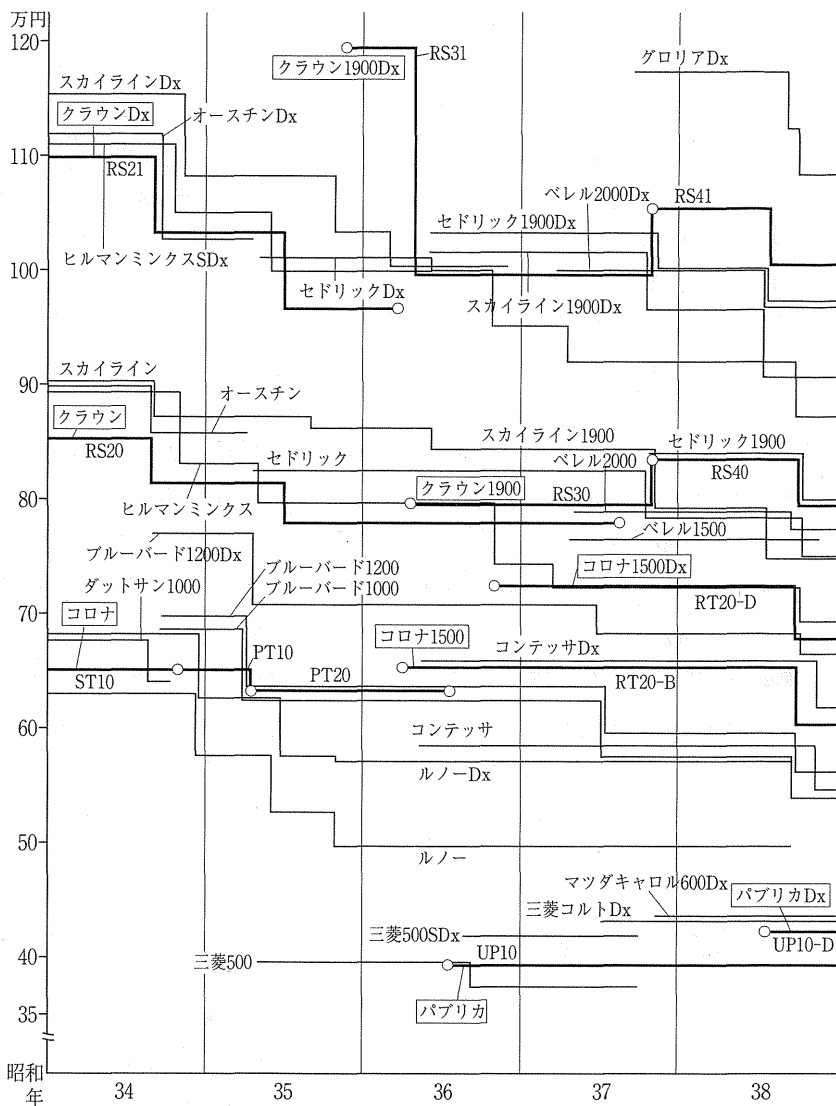 万円
120
RS31
クラウン1900Dx
グロリアDx
スカイラインDx
クラウンDx
オースチンDx
110
RS21
ベレル2000Dx
RS41
セドリック1900Dx
ヒルマンミンクスSDx
100
セドリックDx
スカイライン1900Dx
スカイライン
90
オースチン
クラウン
スカイライン1900
セドリック1900
RS20
セドリック
ベレル2000
RS40
クラウン1900
RS30
80
ヒルマンミンクス
ベレル1500
ブルーバード1200Dx
ブルーバード1200
コロナ1500Dx
ダットサン1000
ブルーバード1000
70
コロナ
RT20-D
コロナ1500
コンテッサDx
PT10
ST10
PT20
RT20-B
60
コンテッサ
ルノーDx
50
ルノー
マツダキャロル600Dx
パブリカDx
三菱コルトDx
三菱500SDx
40
三菱500
UP10
UP10-D
パブリカ
35
昭和
年
34
35
36
37
38